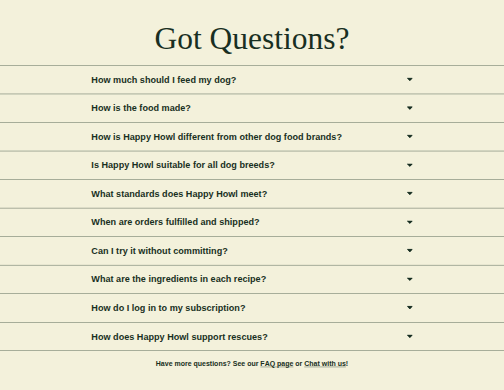 Got Questions?
How much should I feed my dog?
How is the food made?
How is Happy Howl different from other dog food brands?
Is Happy Howl suitable for all dog breeds?
What standards does Happy Howl meet?
When are orders fulfilled and shipped?
Can I try it without committing?
What are the ingredients in each recipe?
How do I log in to my subscription?
How does Happy Howl support rescues?
Have more questions? See our FAQ page or Chat with us!